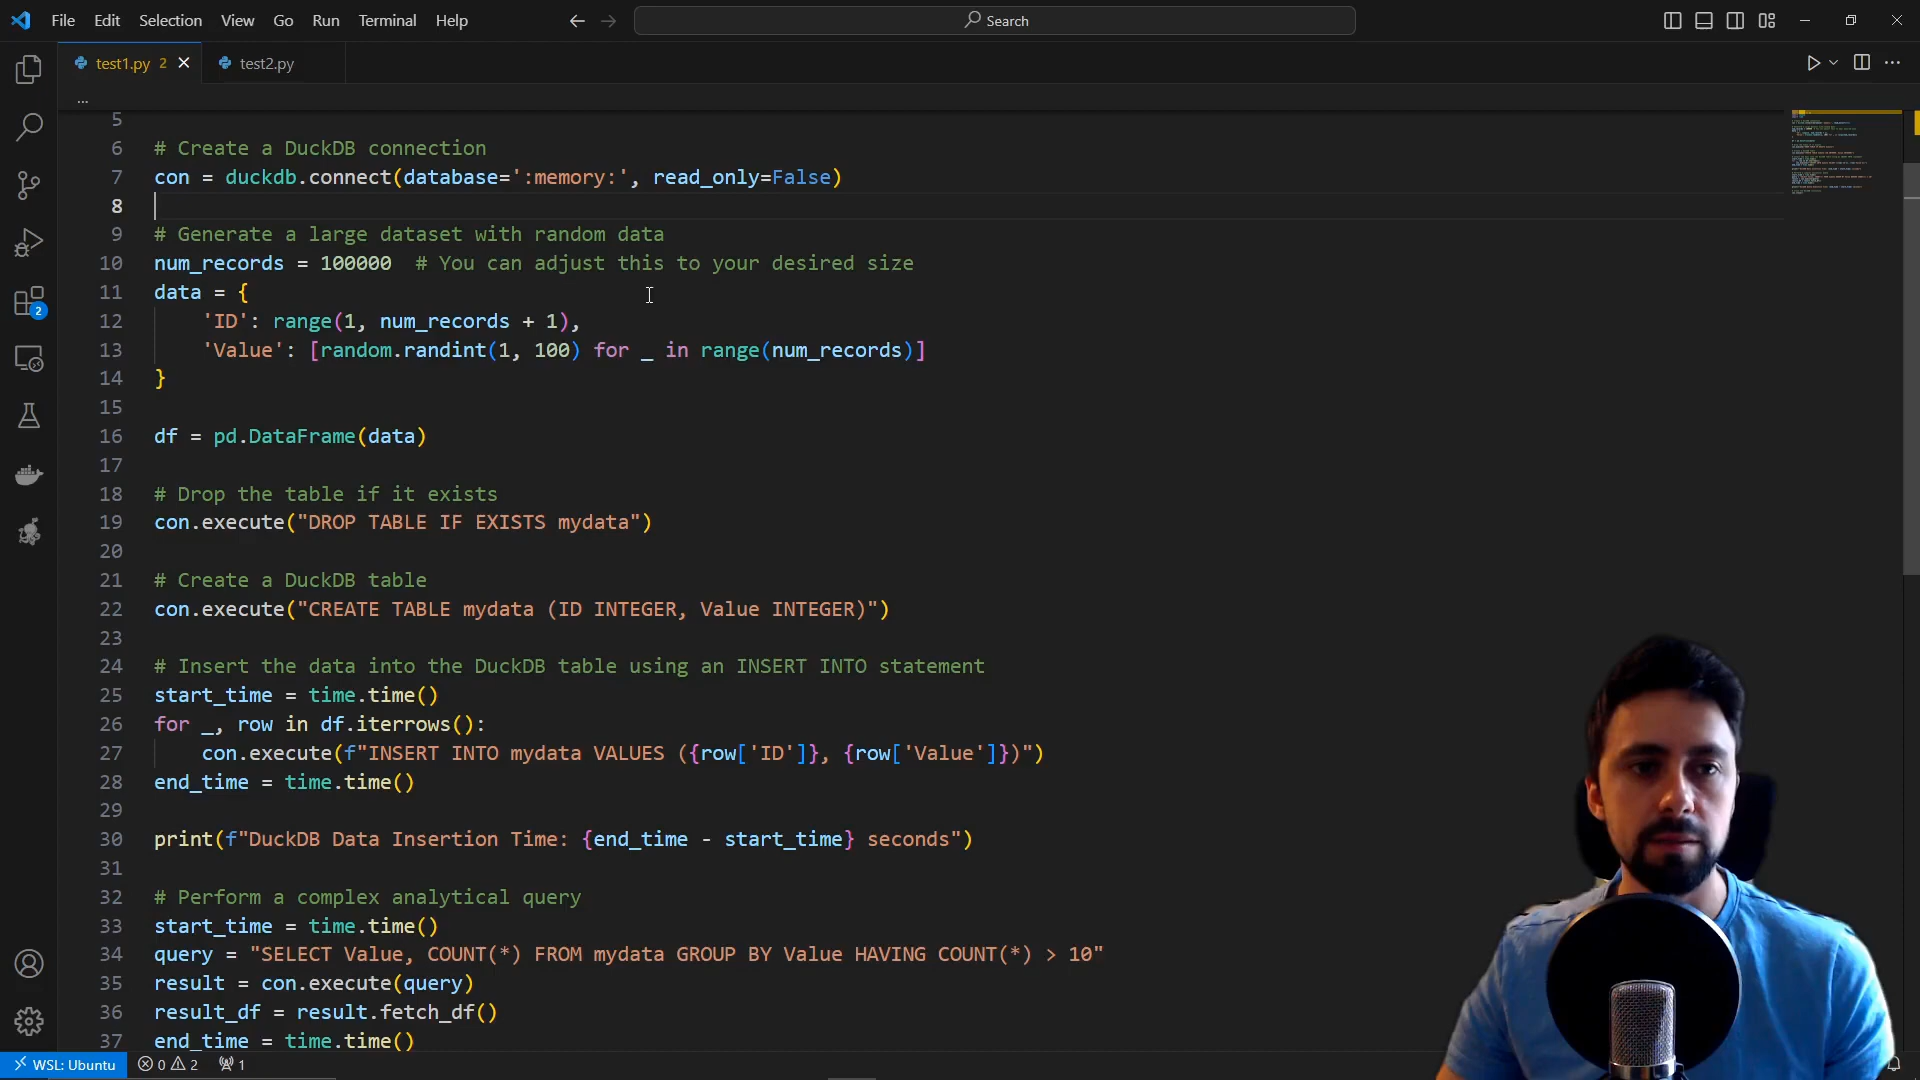 File Edit Selection View Go Run Terminal Help
Search
test1.py 2
test2.py
...
5
6 # Create a DuckDB connection
7 con = duckdb.connect(database=':memory:', read_only=False)
8
9 # Generate a large dataset with random data
10 num_records = 100000  # You can adjust this to your desired size
11 data = {
12     'ID': range(1, num_records + 1),
13     'Value': [random.randint(1, 100) for _ in range(num_records)]
14 }
15
16 df = pd.DataFrame(data)
17
18 # Drop the table if it exists
19 con.execute("DROP TABLE IF EXISTS mydata")
20
21 # Create a DuckDB table
22 con.execute("CREATE TABLE mydata (ID INTEGER, Value INTEGER)")
23
24 # Insert the data into the DuckDB table using an INSERT INTO statement
25 start_time = time.time()
26 for _, row in df.iterrows():
27     con.execute(f"INSERT INTO mydata VALUES ({row['ID']}, {row['Value']})")
28 end_time = time.time()
29
30 print(f"DuckDB Data Insertion Time: {end_time - start_time} seconds")
31
32 # Perform a complex analytical query
33 start_time = time.time()
34 query = "SELECT Value, COUNT(*) FROM mydata GROUP BY Value HAVING COUNT(*) > 10"
35 result = con.execute(query)
36 result_df = result.fetch_df()
37 end_time = time.time()
2
WSL: Ubuntu 0 2 1